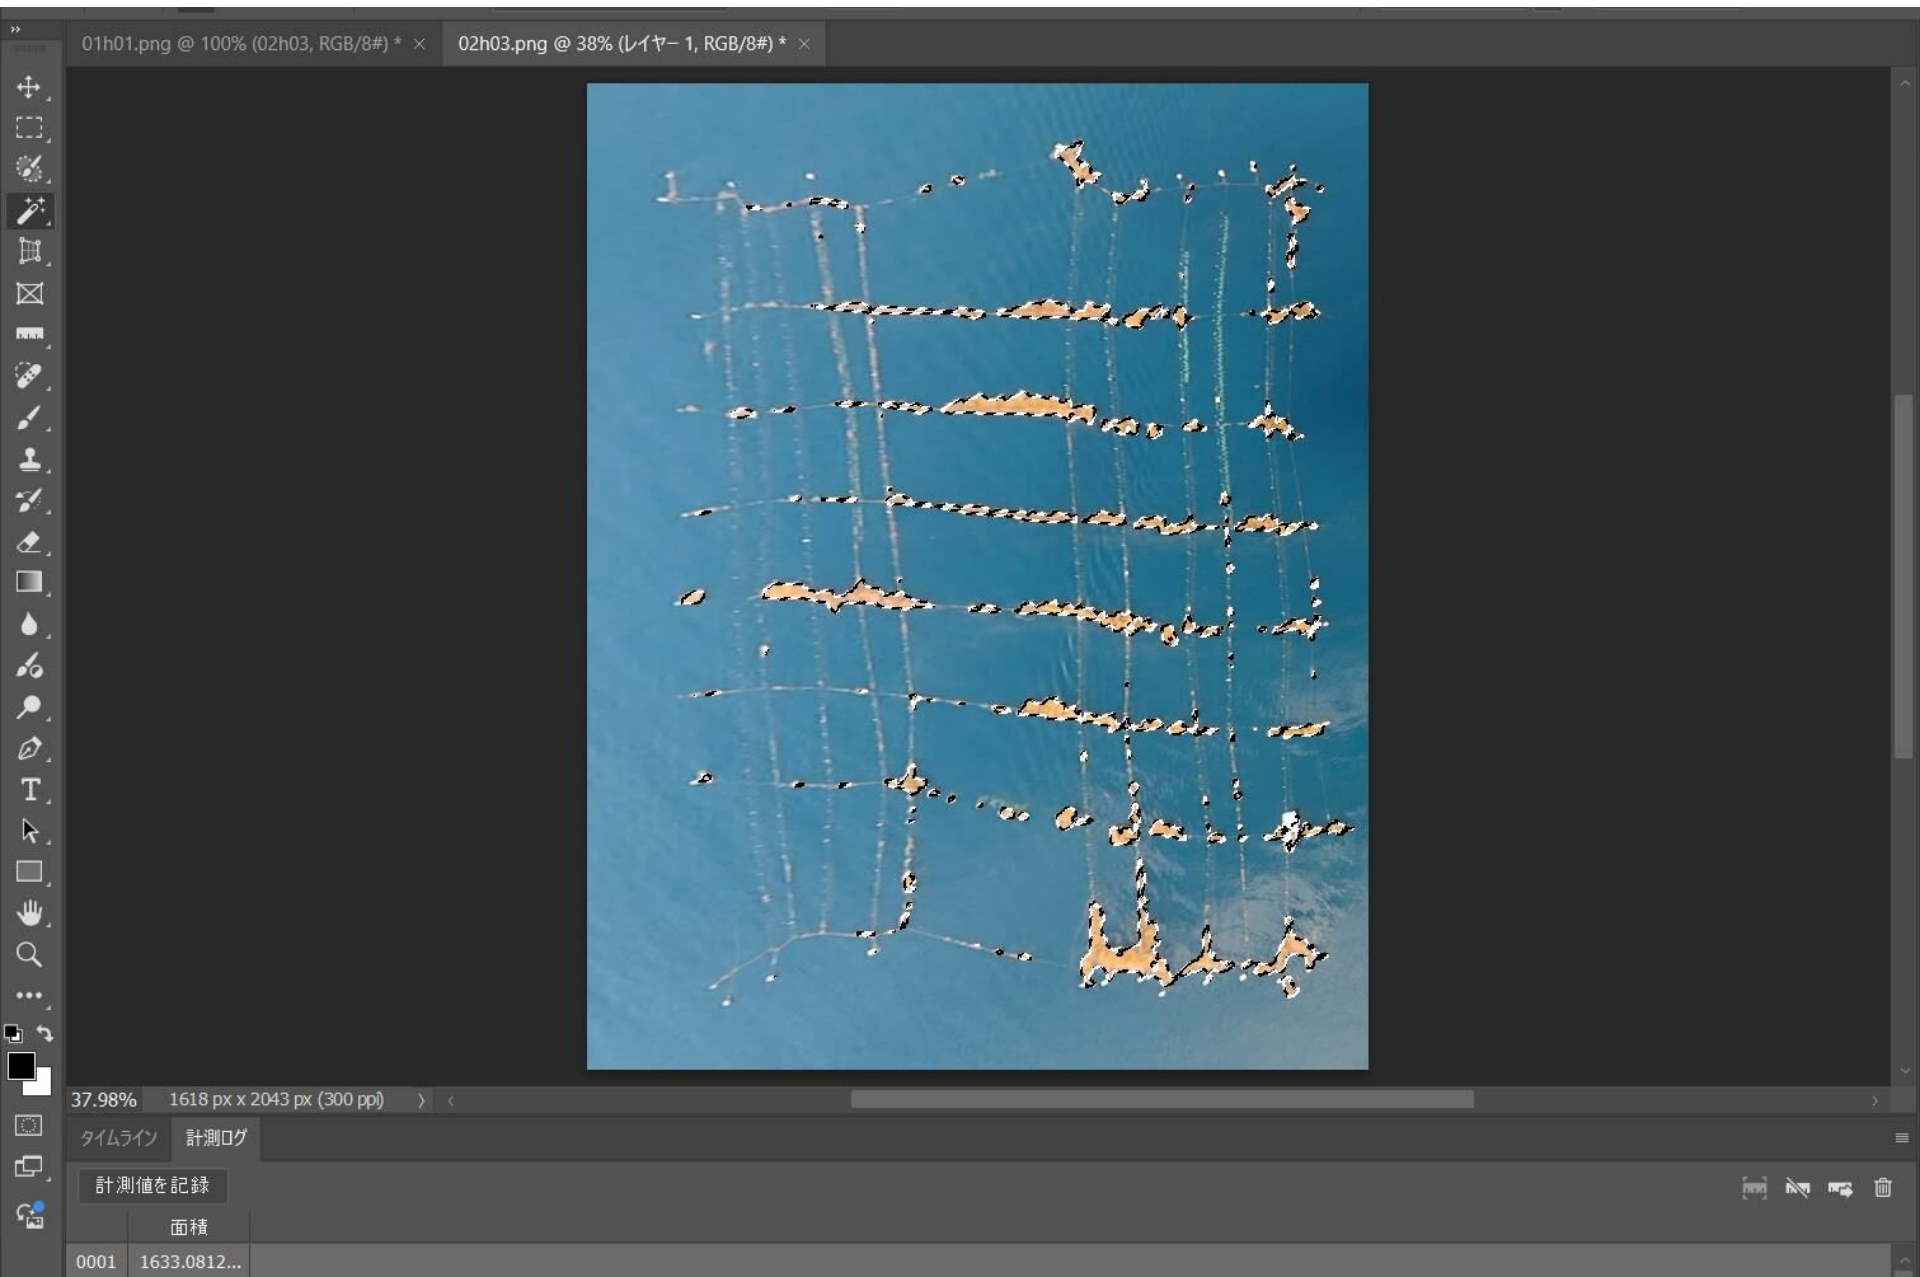 01h01.png @ 100% (02h03, RGB/8#) * ×
02h03.png @ 38% (レイヤー 1, RGB/8#) * ×
37.98%
1618 px x 2043 px (300 ppi)
タイムライン
計測ログ
計測値を記録
面積
0001
1633.0812...